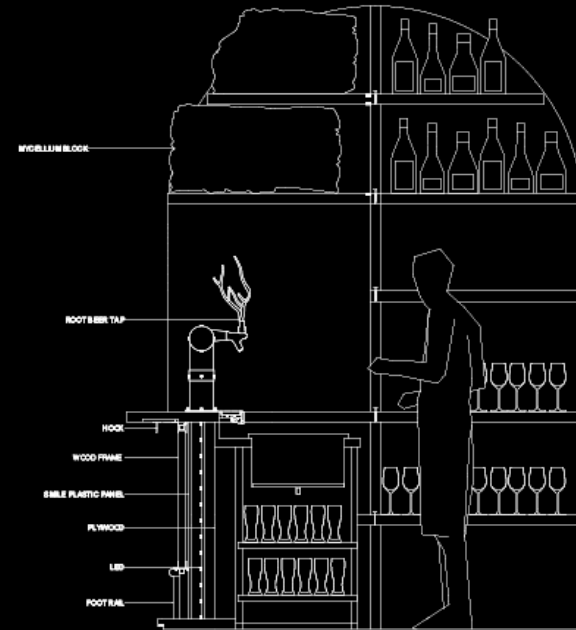 MYCELLIUM BLOCK
ROOT BEER TAP
HOOK
WOOD FRAME
SMILE PLASTIC PANEL
PLYWOOD
LED
FOOT RAIL